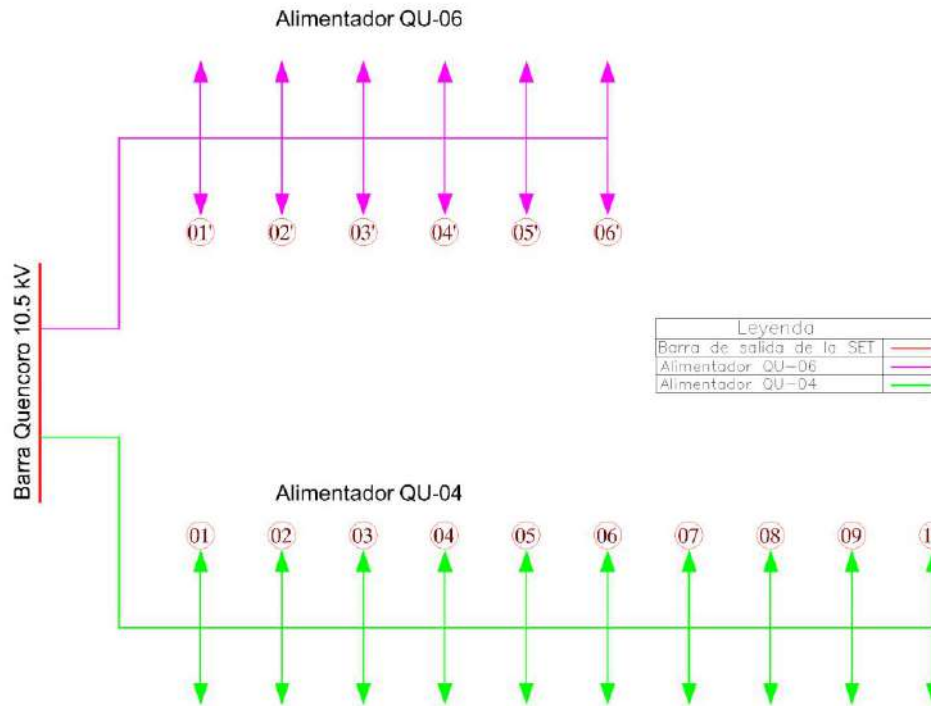 Alimentador QU-06
01' 02' 03' 04' 05' 06'
Barra Quencoro 10.5 kV
Leyenda
Barra de salida de la SET
Alimentador QU-06
Alimentador QU-04
Alimentador QU-04
01 02 03 04 05 06 07 08 09